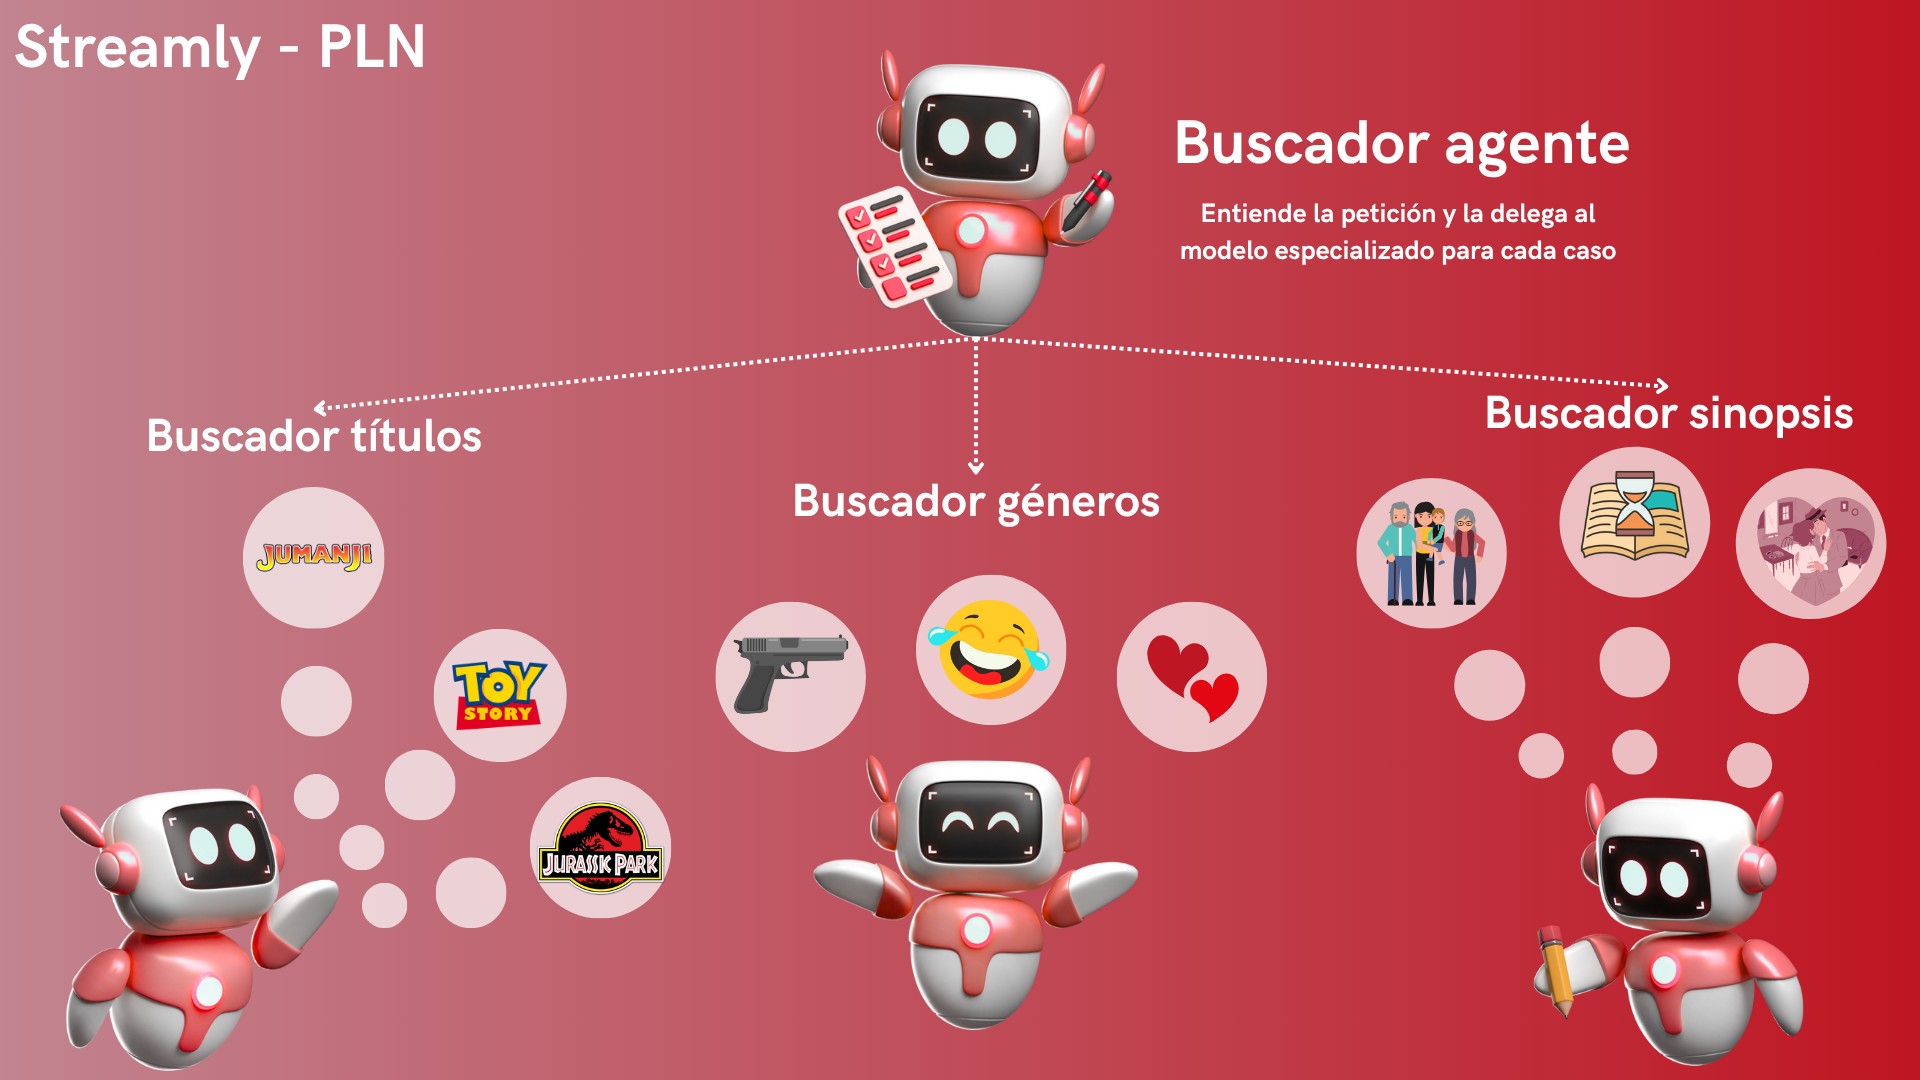 Streamly - PLN
Buscador agente
Entiende la petición y la delega al
modelo especializado para cada caso
Buscador títulos
Buscador géneros
Buscador sinopsis
JUMANJI
TOY
STORY
JURASSIC PARK